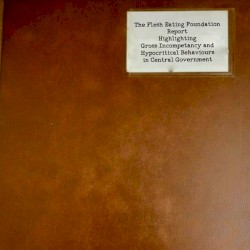 The Flesh Eating Foundation
Report
Highlighting
Gross Incompetancy and
Hypocritical Behaviours
in Central Government